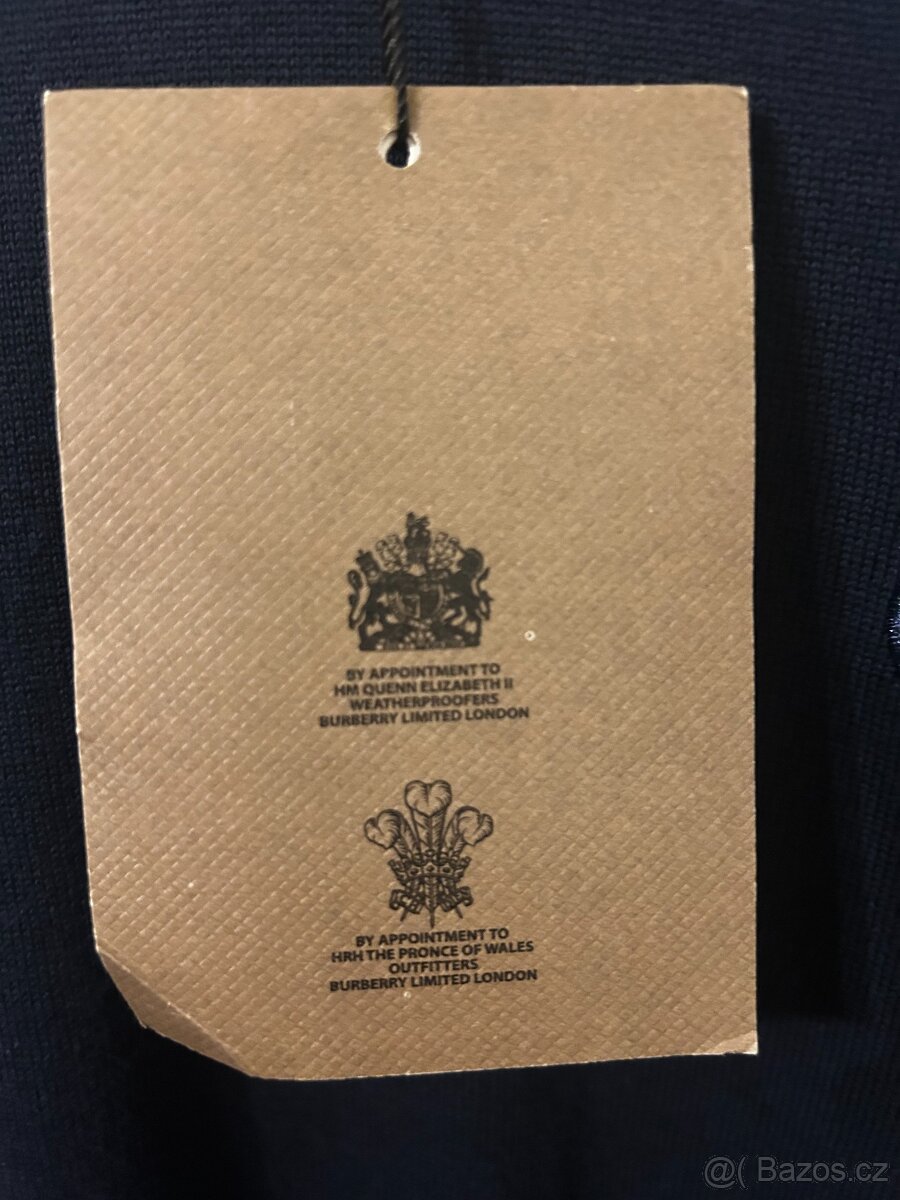 BY APPOINTMENT TO
HM QUENN ELIZABETH II
WEATHERPROOFERS
BURBERRY LIMITED LONDON
BY APPOINTMENT TO
HRH THE PRONCE OF WALES
OUTFITTERS
BURBERRY LIMITED LONDON
@( Bazos.cz